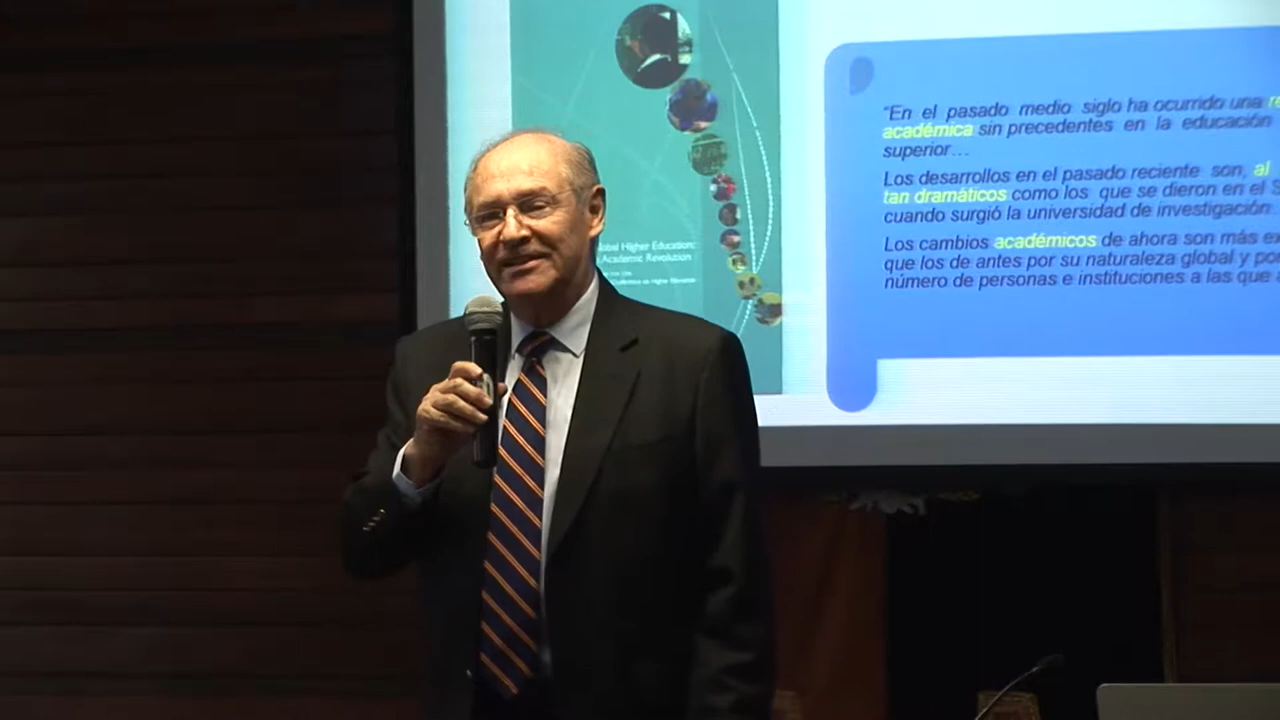 lobal Higher Education:
Academic Revolution
“En el pasado medio siglo ha ocurrido una
académica sin precedentes en la educación
superior…
Los desarrollos en el pasado reciente son, al
tan dramáticos como los que se dieron en el S
cuando surgió la universidad de investigación
Los cambios académicos de ahora son más ex
que los de antes por su naturaleza global y por
número de personas e instituciones a las que